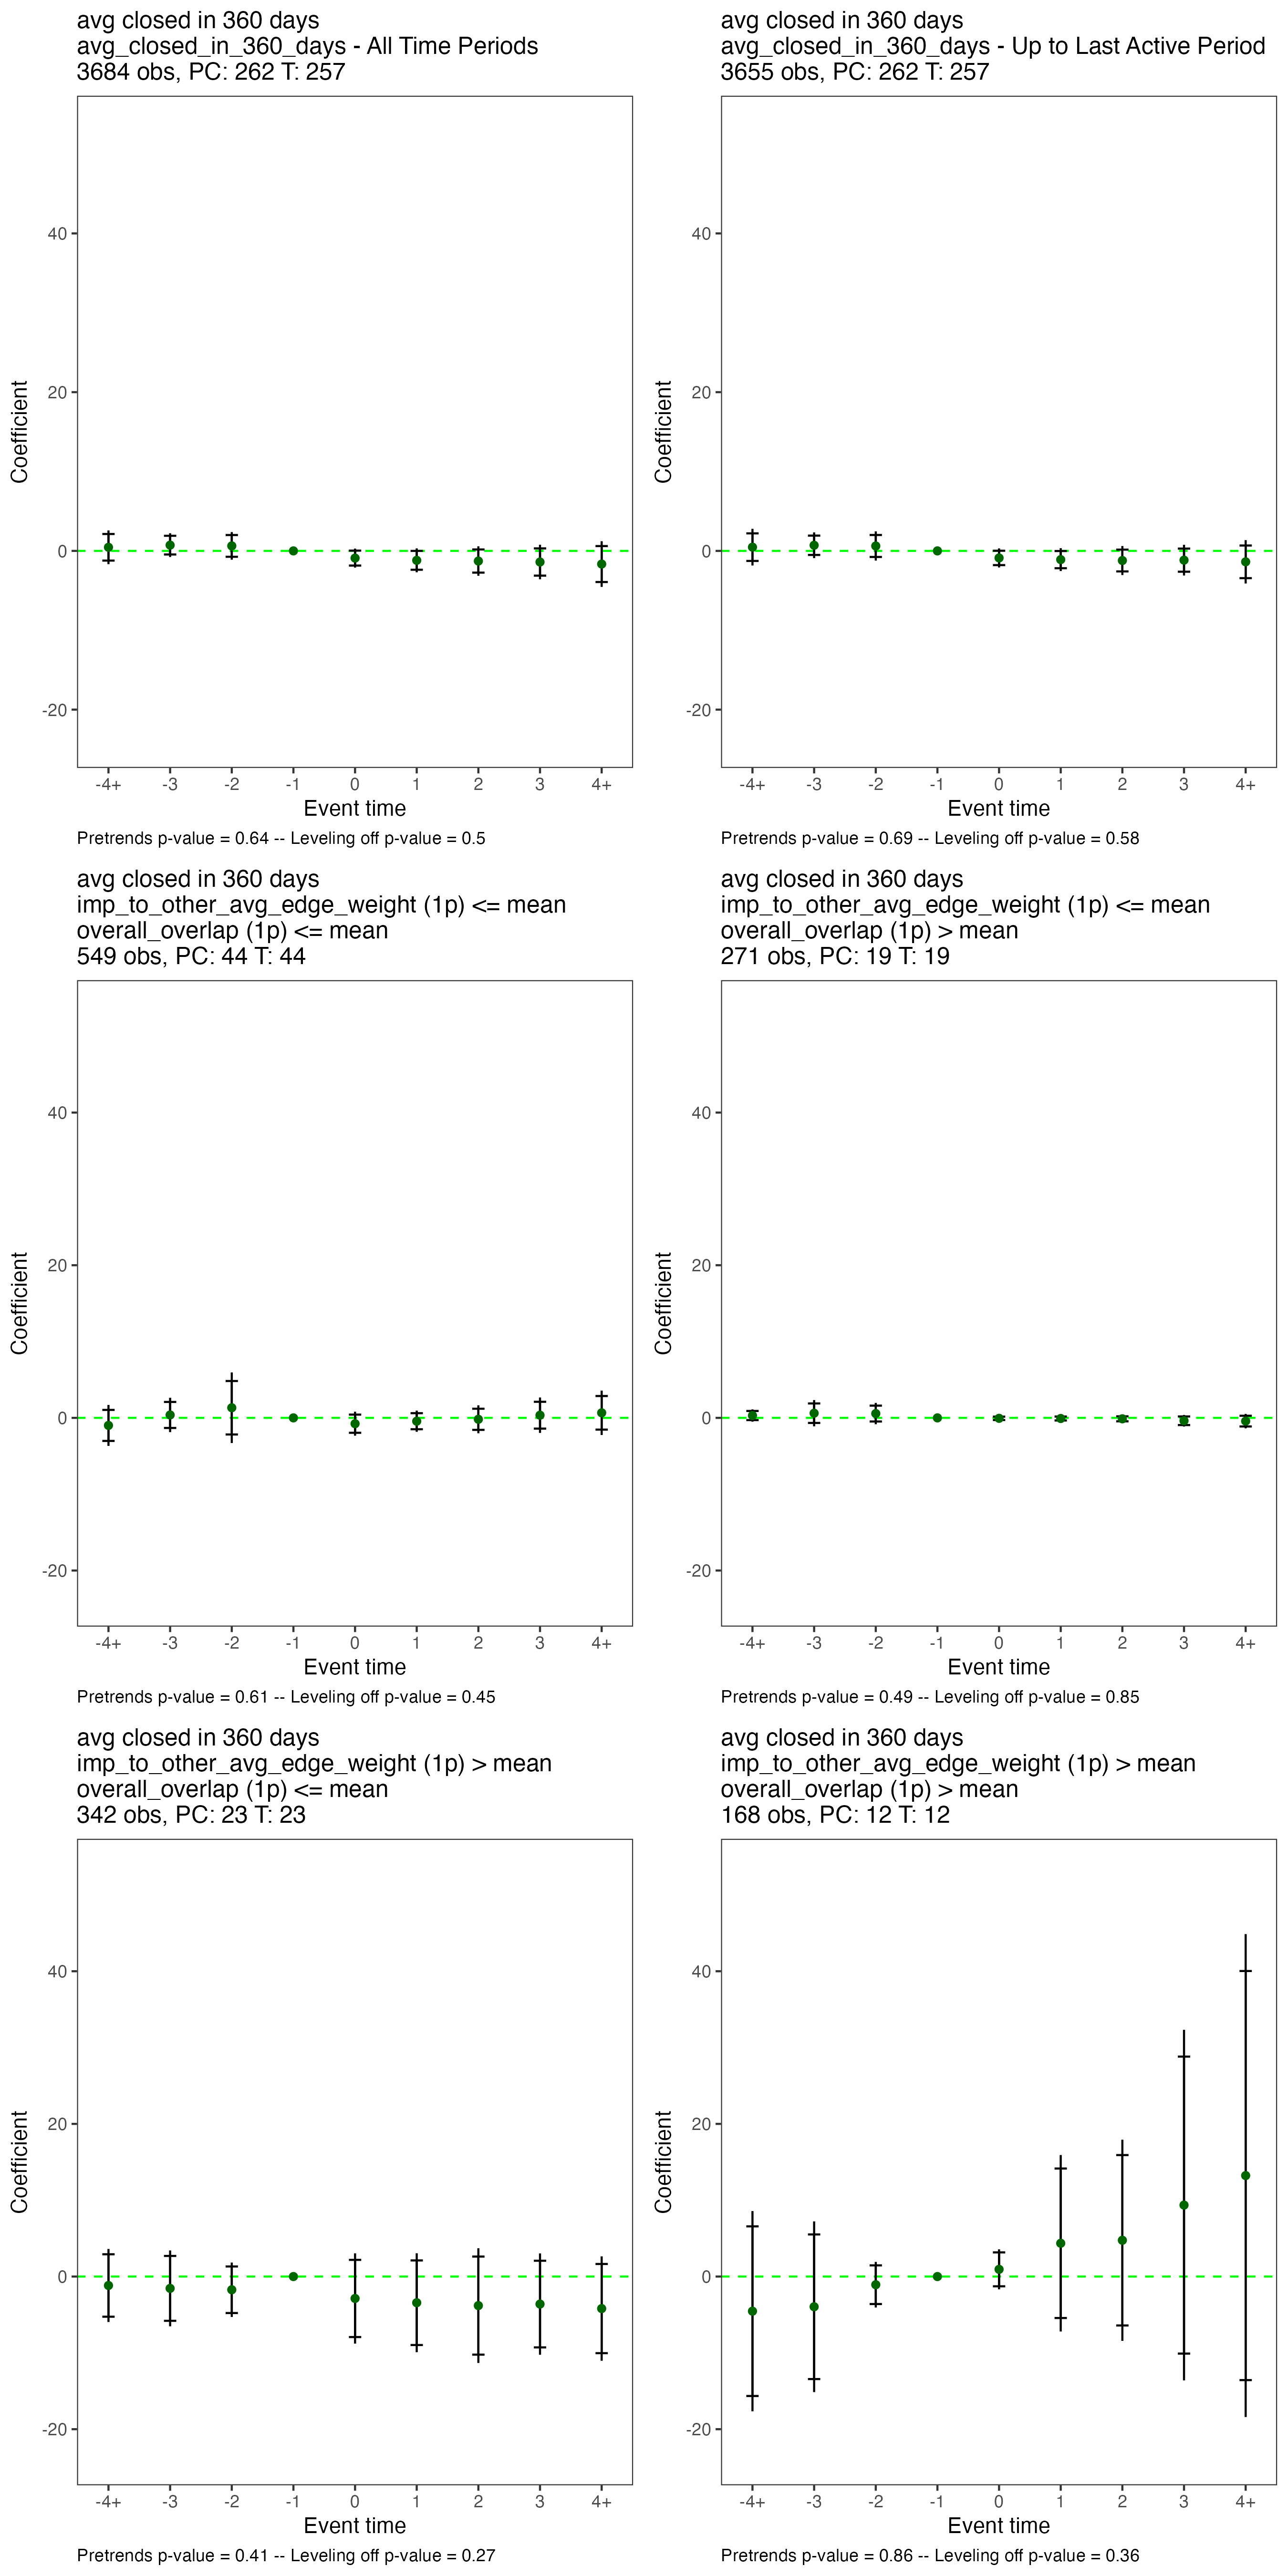 avg closed in 360 days
avg_closed_in_360_days - All Time Periods
3684 obs, PC: 262 T: 257
40
20
0
-20
Coefficient
-4+ -3 -2 -1 0 1 2 3 4+
Event time
Pretrends p-value = 0.64 -- Leveling off p-value = 0.5
avg closed in 360 days
avg_closed_in_360_days - Up to Last Active Period
3655 obs, PC: 262 T: 257
40
20
0
-20
Coefficient
-4+ -3 -2 -1 0 1 2 3 4+
Event time
Pretrends p-value = 0.69 -- Leveling off p-value = 0.58
avg closed in 360 days
imp_to_other_avg_edge_weight (1p) <= mean
overall_overlap (1p) <= mean
549 obs, PC: 44 T: 44
40
20
0
-20
Coefficient
-4+ -3 -2 -1 0 1 2 3 4+
Event time
Pretrends p-value = 0.61 -- Leveling off p-value = 0.45
avg closed in 360 days
imp_to_other_avg_edge_weight (1p) <= mean
overall_overlap (1p) > mean
271 obs, PC: 19 T: 19
40
20
0
-20
Coefficient
-4+ -3 -2 -1 0 1 2 3 4+
Event time
Pretrends p-value = 0.49 -- Leveling off p-value = 0.85
avg closed in 360 days
imp_to_other_avg_edge_weight (1p) > mean
overall_overlap (1p) <= mean
342 obs, PC: 23 T: 23
40
20
0
-20
Coefficient
-4+ -3 -2 -1 0 1 2 3 4+
Event time
Pretrends p-value = 0.41 -- Leveling off p-value = 0.27
avg closed in 360 days
imp_to_other_avg_edge_weight (1p) > mean
overall_overlap (1p) > mean
168 obs, PC: 12 T: 12
40
20
0
-20
Coefficient
-4+ -3 -2 -1 0 1 2 3 4+
Event time
Pretrends p-value = 0.86 -- Leveling off p-value = 0.36